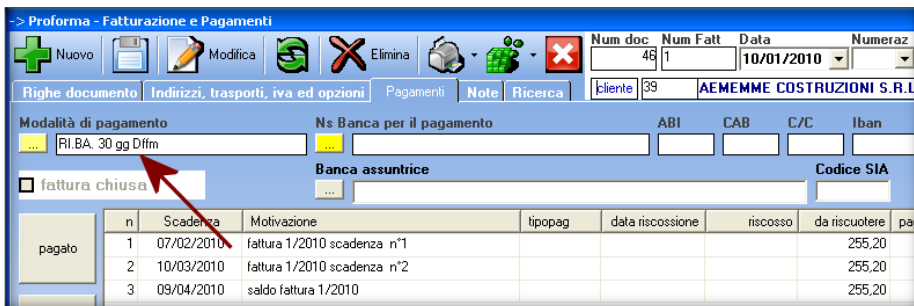 -> Proforma - Fatturazione e Pagamenti
Nuovo Modifica Elimina
Num doc Num Fatt Data Numeraz
46 1 10/01/2010
Righe documento Indirizzi, trasporti, iva ed opzioni Pagamenti Note Ricerca
cliente 39 AEMEMME COSTRUZIONI S.R.L
Modalità di pagamento Ns Banca per il pagamento ABI CAB C/C Iban
... RI.BA. 30 gg Dffm ...
Banca assuntrice Codice SIA
fattura chiusa ...
n Scadenza Motivazione tipopag data riscossione riscosso da riscuotere pa
pagato
1 07/02/2010 fattura 1/2010 scadenza n°1 255,20
2 10/03/2010 fattura 1/2010 scadenza n°2 255,20
3 09/04/2010 saldo fattura 1/2010 255,20